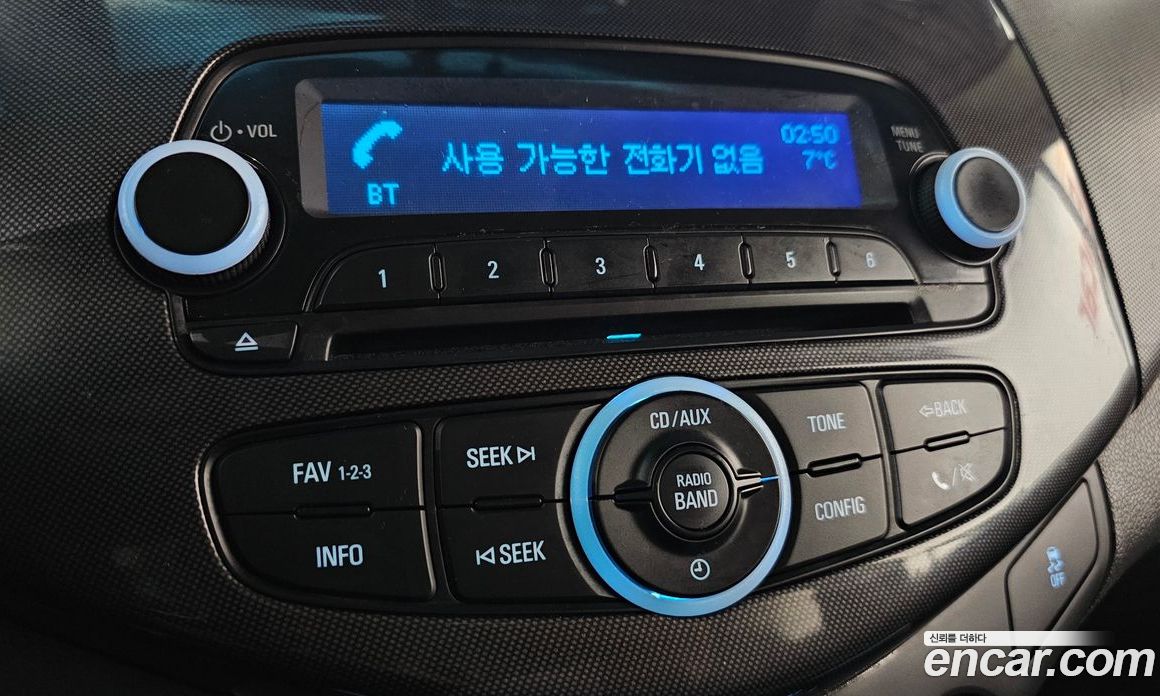 VOL
사용 가능한 전화기 없음
BT
02:50
7°C
MENU
TUNE
1 2 3 4 5 6
FAV 1-2-3
INFO
SEEK
SEEK
CD/AUX
RADIO
BAND
TONE
CONFIG
BACK
OFF
신뢰를 더하다
encar.com